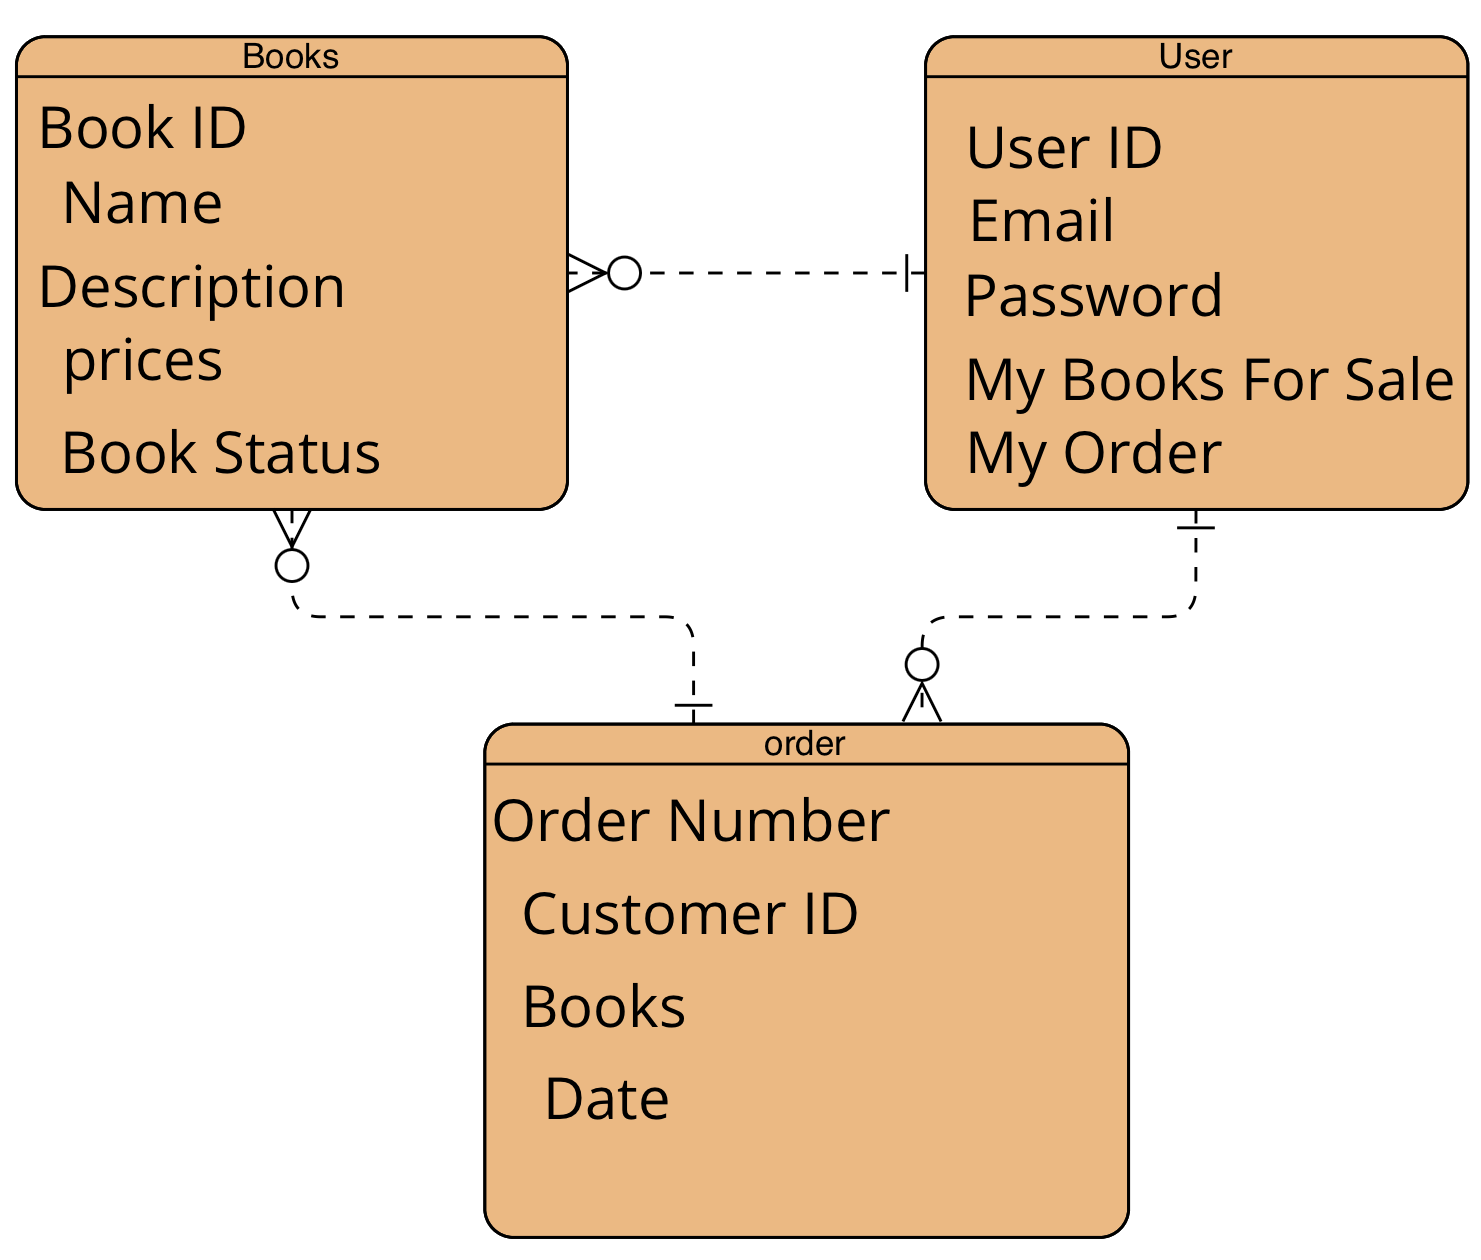 Books
Book ID
Name
Description
prices
Book Status
User
User ID
Email
Password
My Books For Sale
My Order
order
Order Number
Customer ID
Books
Date